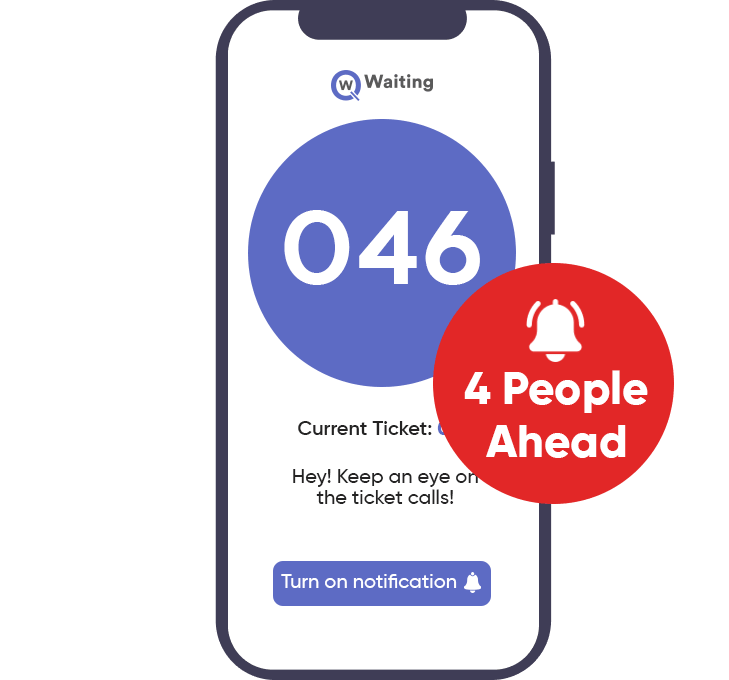 W Waiting
046
4 People
Ahead
Current Ticket:
Hey! Keep an eye on
the ticket calls!
Turn on notification